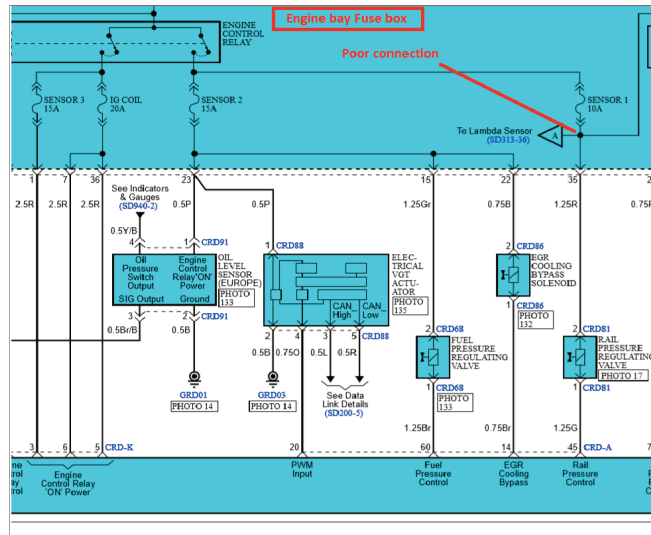 Engine bay Fuse box
ENGINE
CONTROL
RELAY
Poor connection
SENSOR 3
15A
IG COIL
20A
SENSOR 2
15A
SENSOR 1
10A
To Lambda Sensor
(SD313-36)
A
1
7
36
23
15
22
35
2
2.5R
2.5R
2.5R
See Indicators
& Gauges
(SD940-2)
0.5P
0.5P
1.25Gr
0.75B
1.25R
0.5Y/B
4
1
CRD91
Oil
Pressure
Switch
Output
Engine
Control
Relay'ON'
Power
SIG Output
Ground
OIL
LEVEL
SENSOR
(EUROPE)
PHOTO
133
3
2
CRD91
0.5Br/B
0.5B
GRD01
PHOTO 14
1
CRD88
CAN_
High
CAN_
Low
ELEC-
TRICAL
VGT
ACTU-
ATOR
PHOTO
135
2
4
3
5
CRD88
0.5B
0.75O
0.5L
0.5R
GRD03
PHOTO 14
See Data
Link Details
(SD200-5)
2
CRD86
EGR
COOLING
BYPASS
SOLENOID
1
CRD86
PHOTO
132
2
CRD68
FUEL
PRESSURE
REGULATING
VALVE
1
CRD68
PHOTO
133
2
CRD81
RAIL
PRESSURE
REGULATING
VALVE
PHOTO 17
1
CRD81
1.25Br
0.75Br
1.25G
3
6
5
CRD-K
20
60
14
45
CRD-A
7
Engine
Control Relay
'ON' Power
PWM
Input
Fuel
Pressure
Control
EGR
Cooling
Bypass
Rail
Pressure
Control